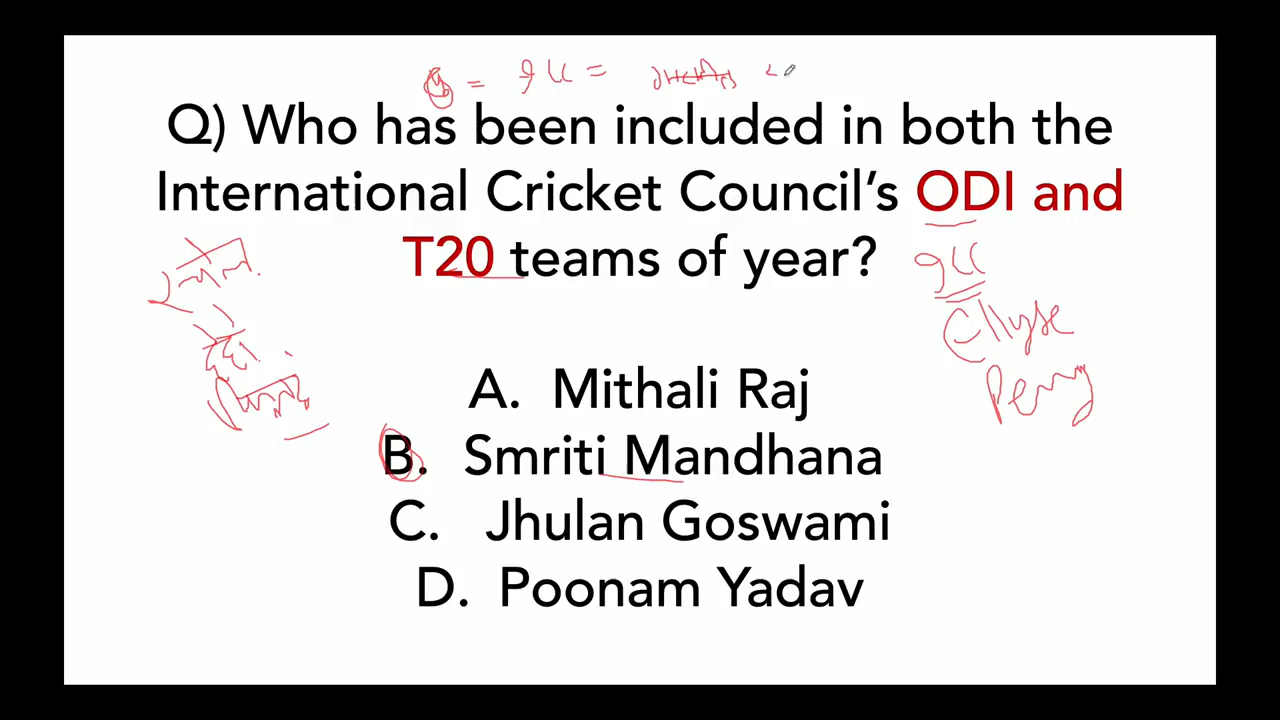 Q) Who has been included in both the
International Cricket Council’s ODI and
T20 teams of year?
Ellyse
Perry
A. Mithali Raj
B. Smriti Mandhana
C. Jhulan Goswami
D. Poonam Yadav